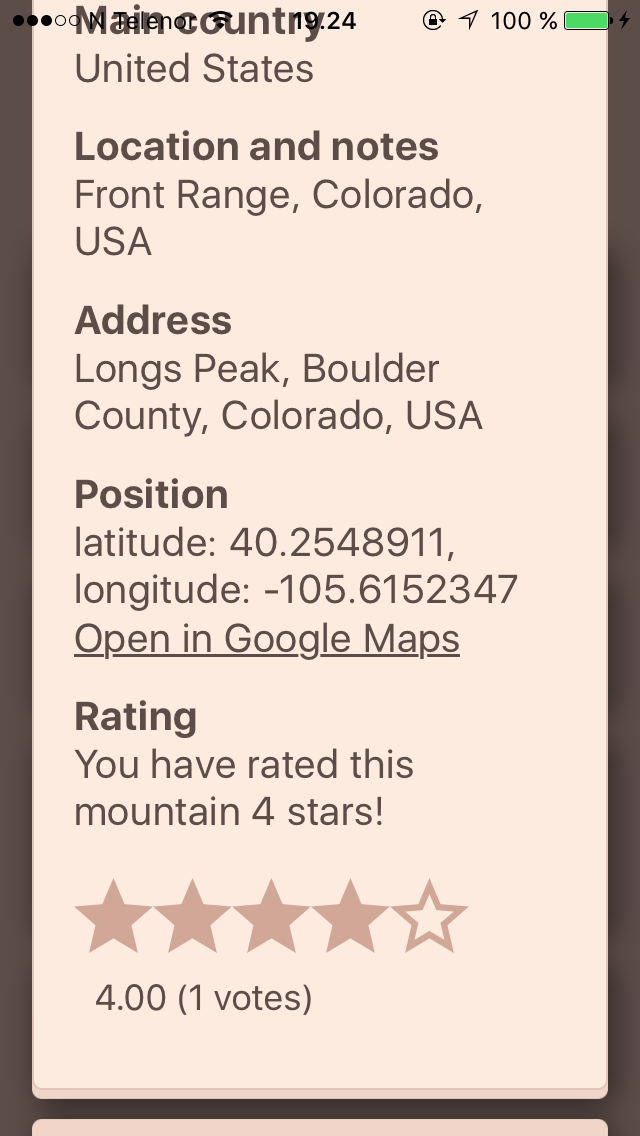 N Telenor 19.24 100 %
Main country
United States
Location and notes
Front Range, Colorado,
USA
Address
Longs Peak, Boulder
County, Colorado, USA
Position
latitude: 40.2548911,
longitude: -105.6152347
Open in Google Maps
Rating
You have rated this
mountain 4 stars!
4.00 (1 votes)